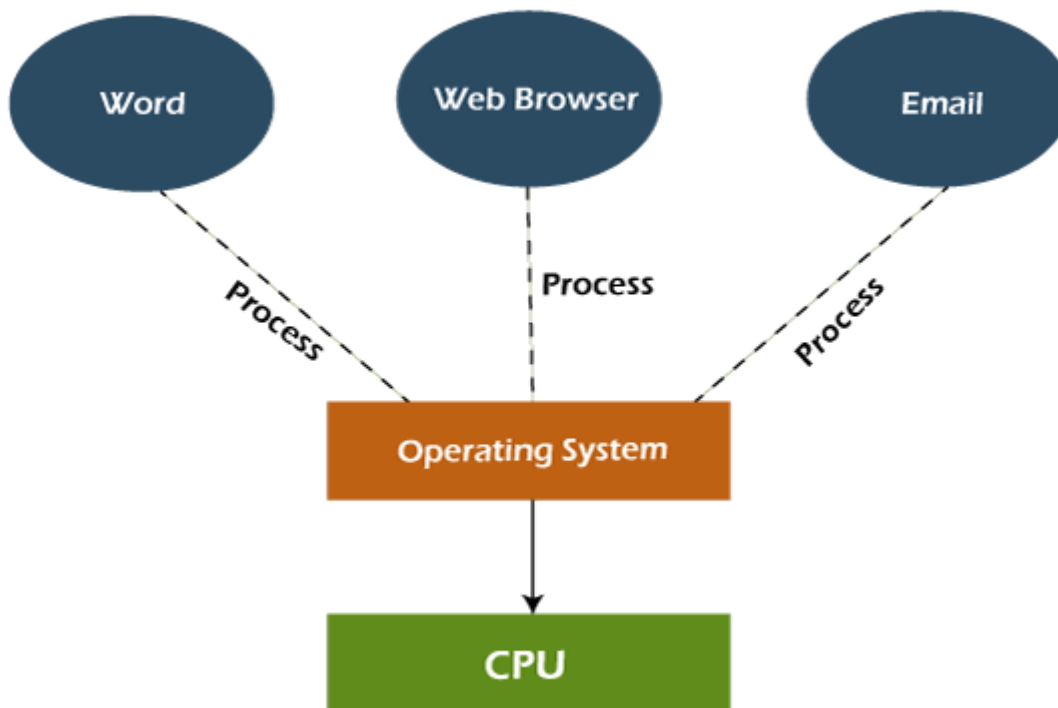 Word
Web Browser
Email
Process
Process
Process
Operating System
CPU